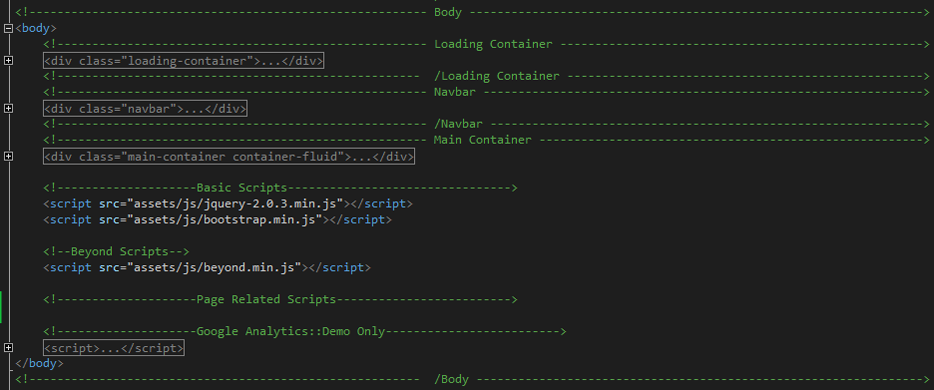 <!----------------------------------------------------- Body ---------------------------------------------------------------->
<body>
<!----------------------------------------------------- Loading Container ---------------------------------------------------->
<div class="loading-container">...</div>
<!----------------------------------------------------  /Loading Container --------------------------------------------------->
<!----------------------------------------------------- Navbar --------------------------------------------------------------->
<div class="navbar">...</div>
<!----------------------------------------------------- /Navbar -------------------------------------------------------------->
<!----------------------------------------------------- Main Container ------------------------------------------------------->
<div class="main-container container-fluid">...</div>
<!--------------------Basic Scripts-------------------------------->
<script src="assets/js/jquery-2.0.3.min.js"></script>
<script src="assets/js/bootstrap.min.js"></script>
<!--Beyond Scripts-->
<script src="assets/js/beyond.min.js"></script>
<!--------------------Page Related Scripts------------------------->
<!--------------------Google Analytics::Demo Only------------------------->
<script>...</script>
</body>
<!--------------------------------------------------------  /Body --------------------------------------------------------------->